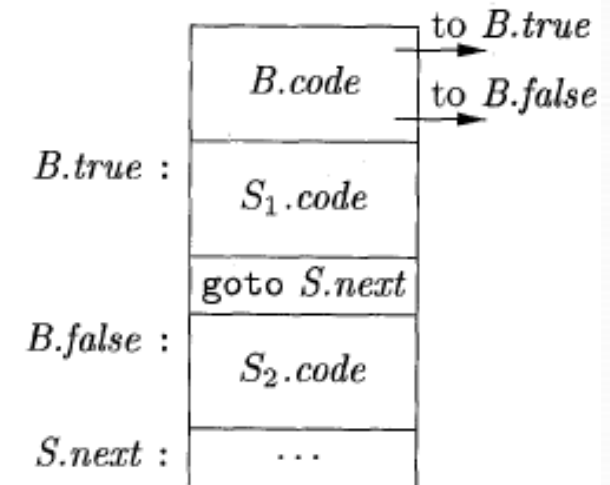 to B.true
B.code
to B.false
B.true :
S₁.code
goto S.next
B.false :
S₂.code
S.next :
...